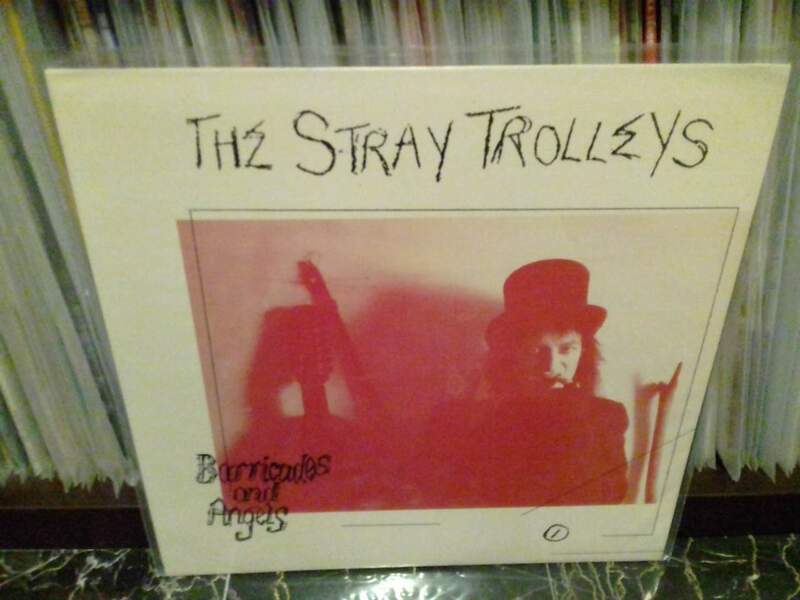 THE STRAY TROLLEYS
Barricades
and
Angels
1